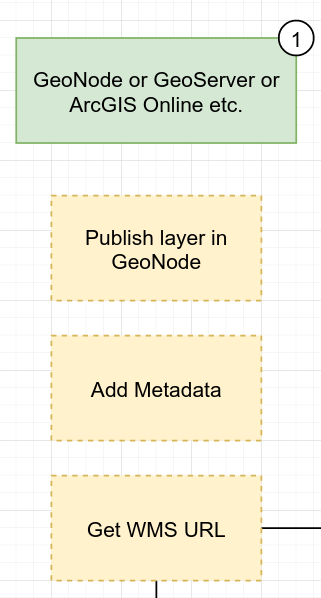 1
GeoNode or GeoServer or
ArcGIS Online etc.
Publish layer in
GeoNode
Add Metadata
Get WMS URL